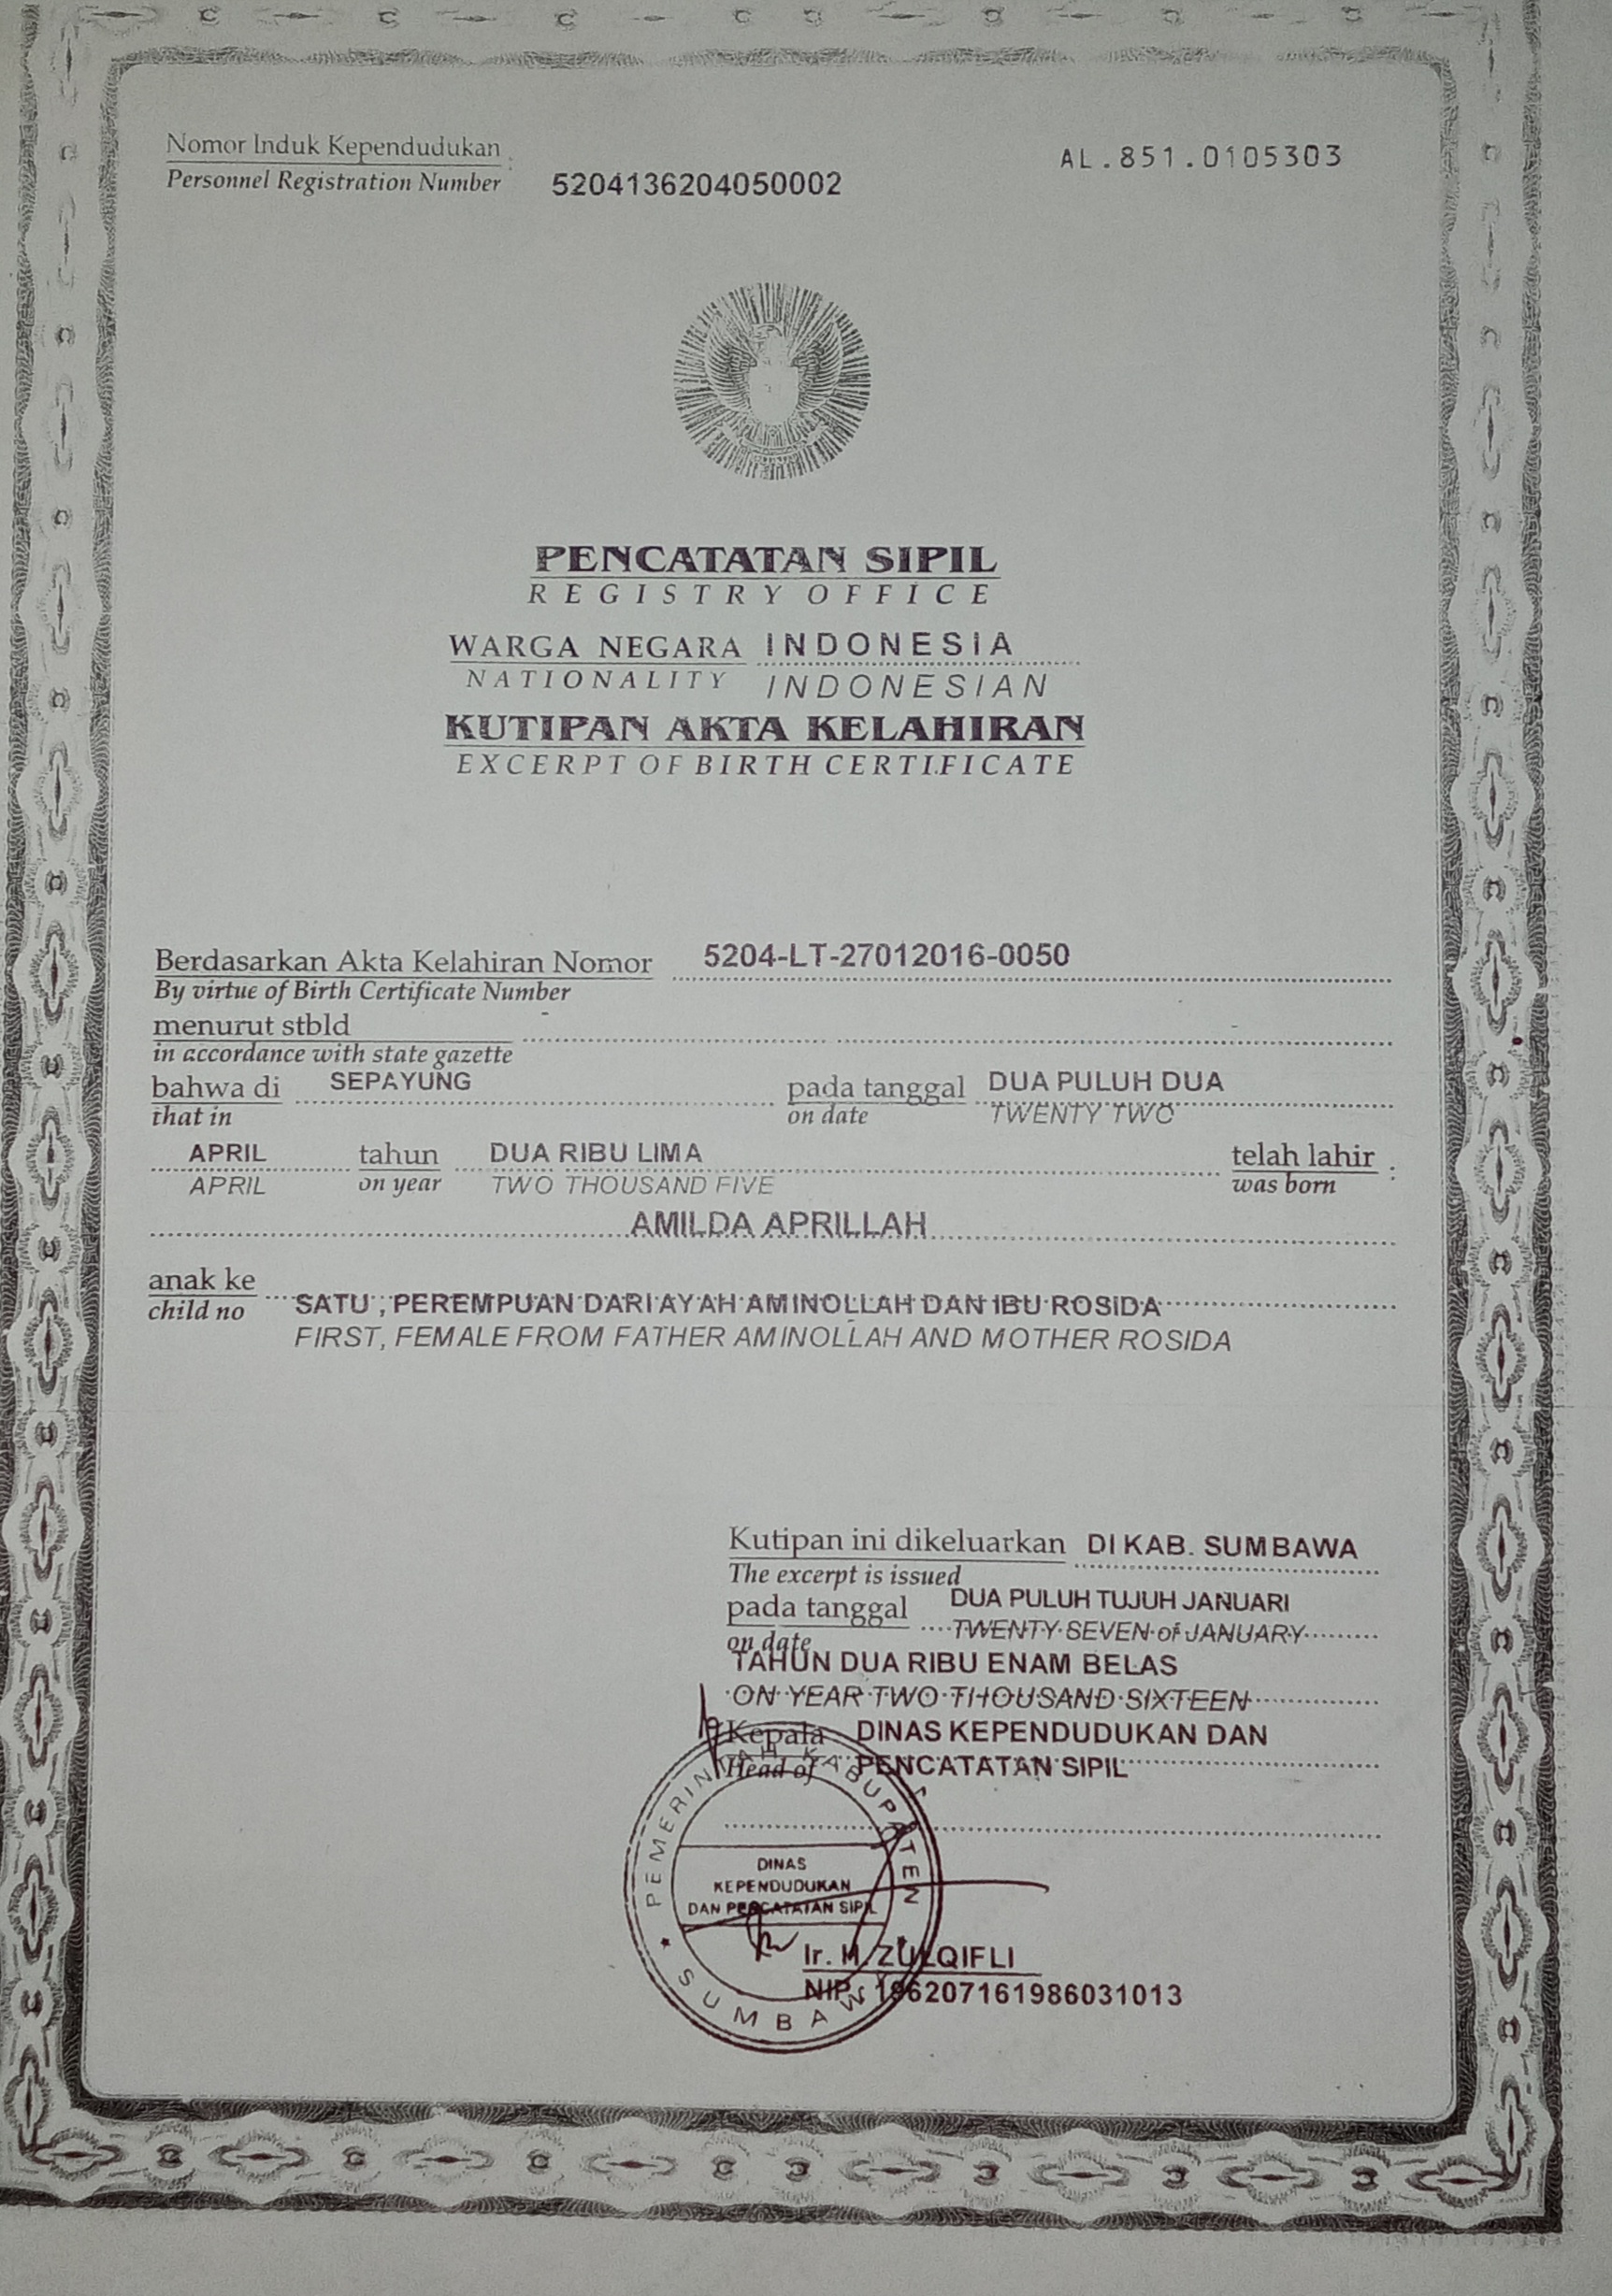 Nomor Induk Kependudukan : AL.851.0105303
Personnel Registration Number 5204136204050002
PENCATATAN SIPIL
REGISTRY OFFICE
WARGA NEGARA INDONESIA
NATIONALITY INDONESIAN
KUTIPAN AKTA KELAHIRAN
EXCERPT OF BIRTH CERTIFICATE
Berdasarkan Akta Kelahiran Nomor 5204-LT-27012016-0050
By virtue of Birth Certificate Number
menurut stbld - -
in accordance with state gazette
bahwa di SEPAYUNG pada tanggal DUA PULUH DUA
that in on date TWENTY TWO
APRIL tahun DUA RIBU LIMA telah lahir :
APRIL on year TWO THOUSAND FIVE was born
AMILDA APRILLAH
anak ke SATU , PEREMPUAN DARI AYAH AMINOLLAH DAN IBU ROSIDA
child no FIRST, FEMALE FROM FATHER AMINOLLAH AND MOTHER ROSIDA
Kutipan ini dikeluarkan DI KAB. SUMBAWA
The excerpt is issued
pada tanggal DUA PULUH TUJUH JANUARI
on date TWENTY SEVEN of JANUARY
TAHUN DUA RIBU ENAM BELAS
ON YEAR TWO THOUSAND SIXTEEN
Kepala DINAS KEPENDUDUKAN DAN
Head of PENCATATAN SIPIL
PEMERINTAH KABUPATEN
DINAS
KEPENDUDUKAN
DAN PENCATATAN SIPIL
SUMBAWA
Ir. M. ZULQIFLI
NIP. 196207161986031013